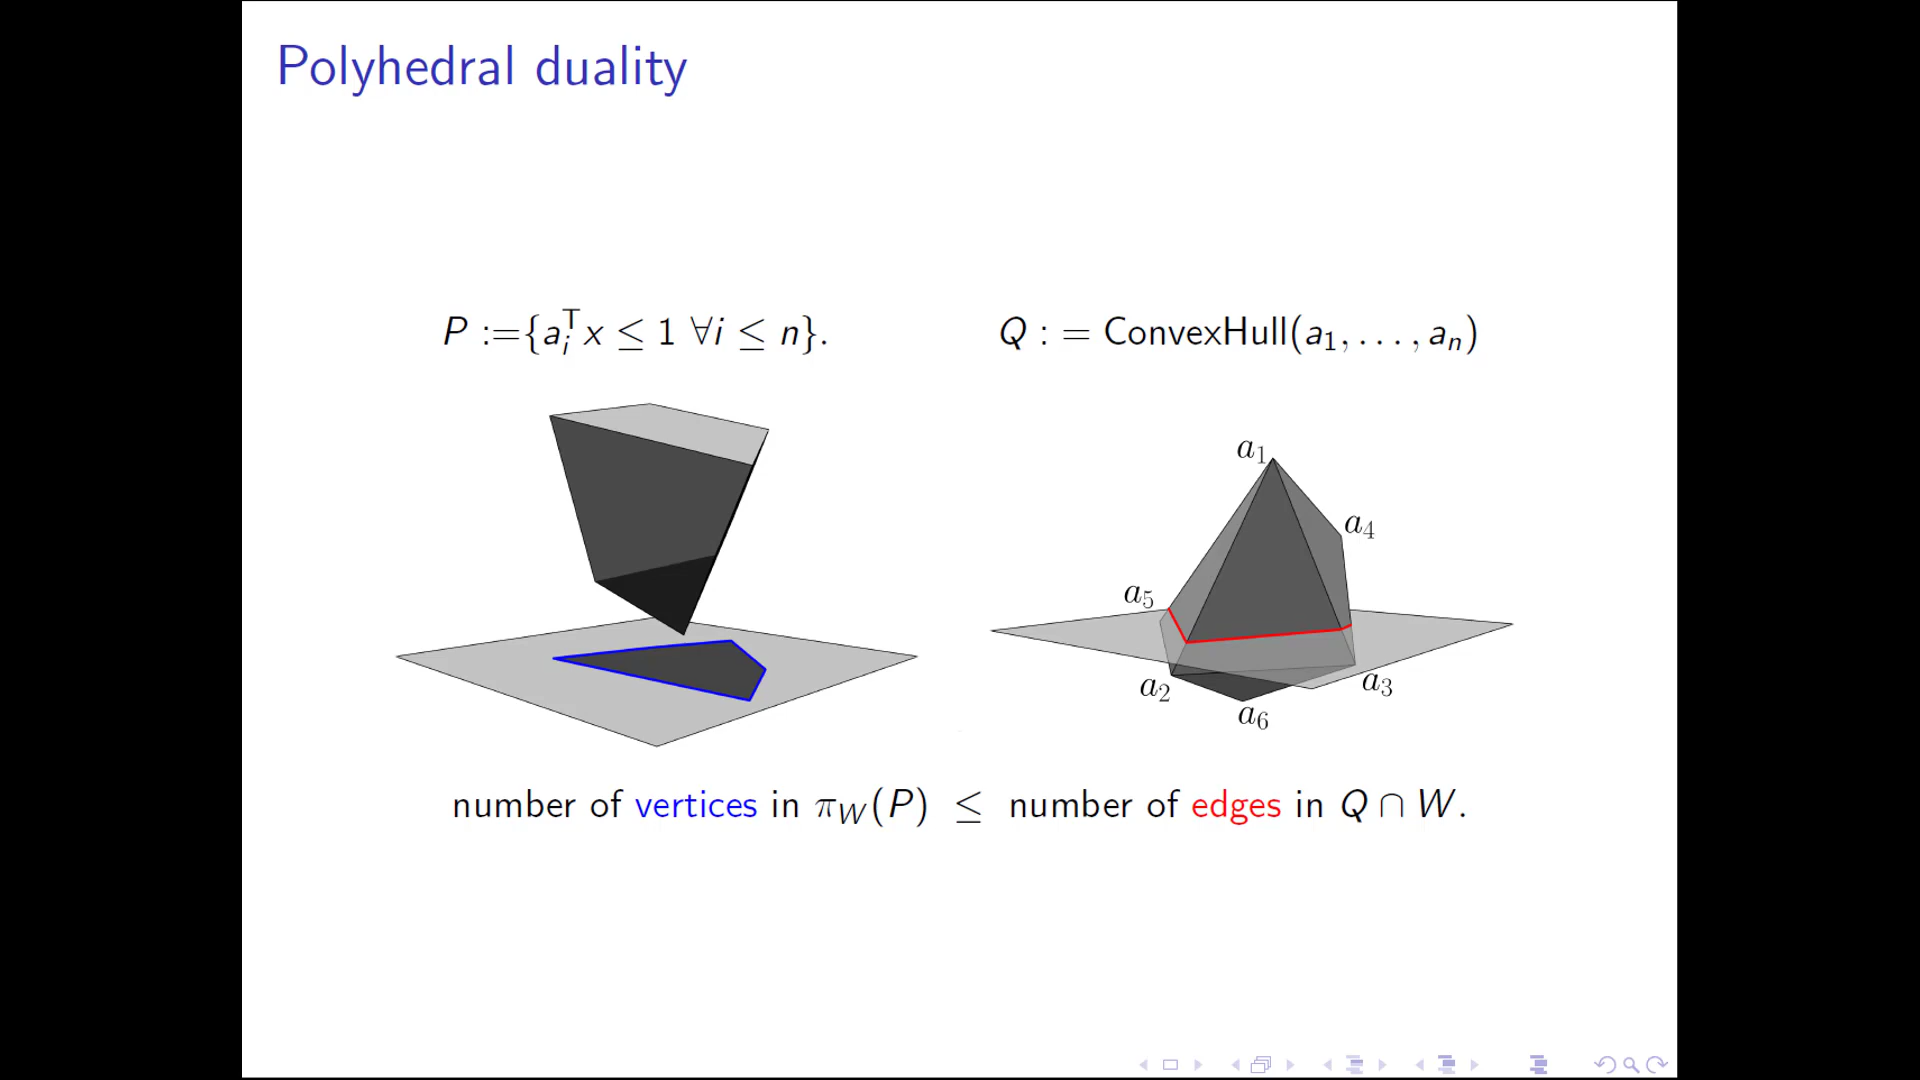 Polyhedral duality
P :={aᵢᵀx ≤ 1 ∀i ≤ n}.
Q : = ConvexHull(a₁, . . . , aₙ)
a₁
a₄
a₅
a₂
a₃
a₆
number of vertices in π_W(P) ≤ number of edges in Q ∩ W.